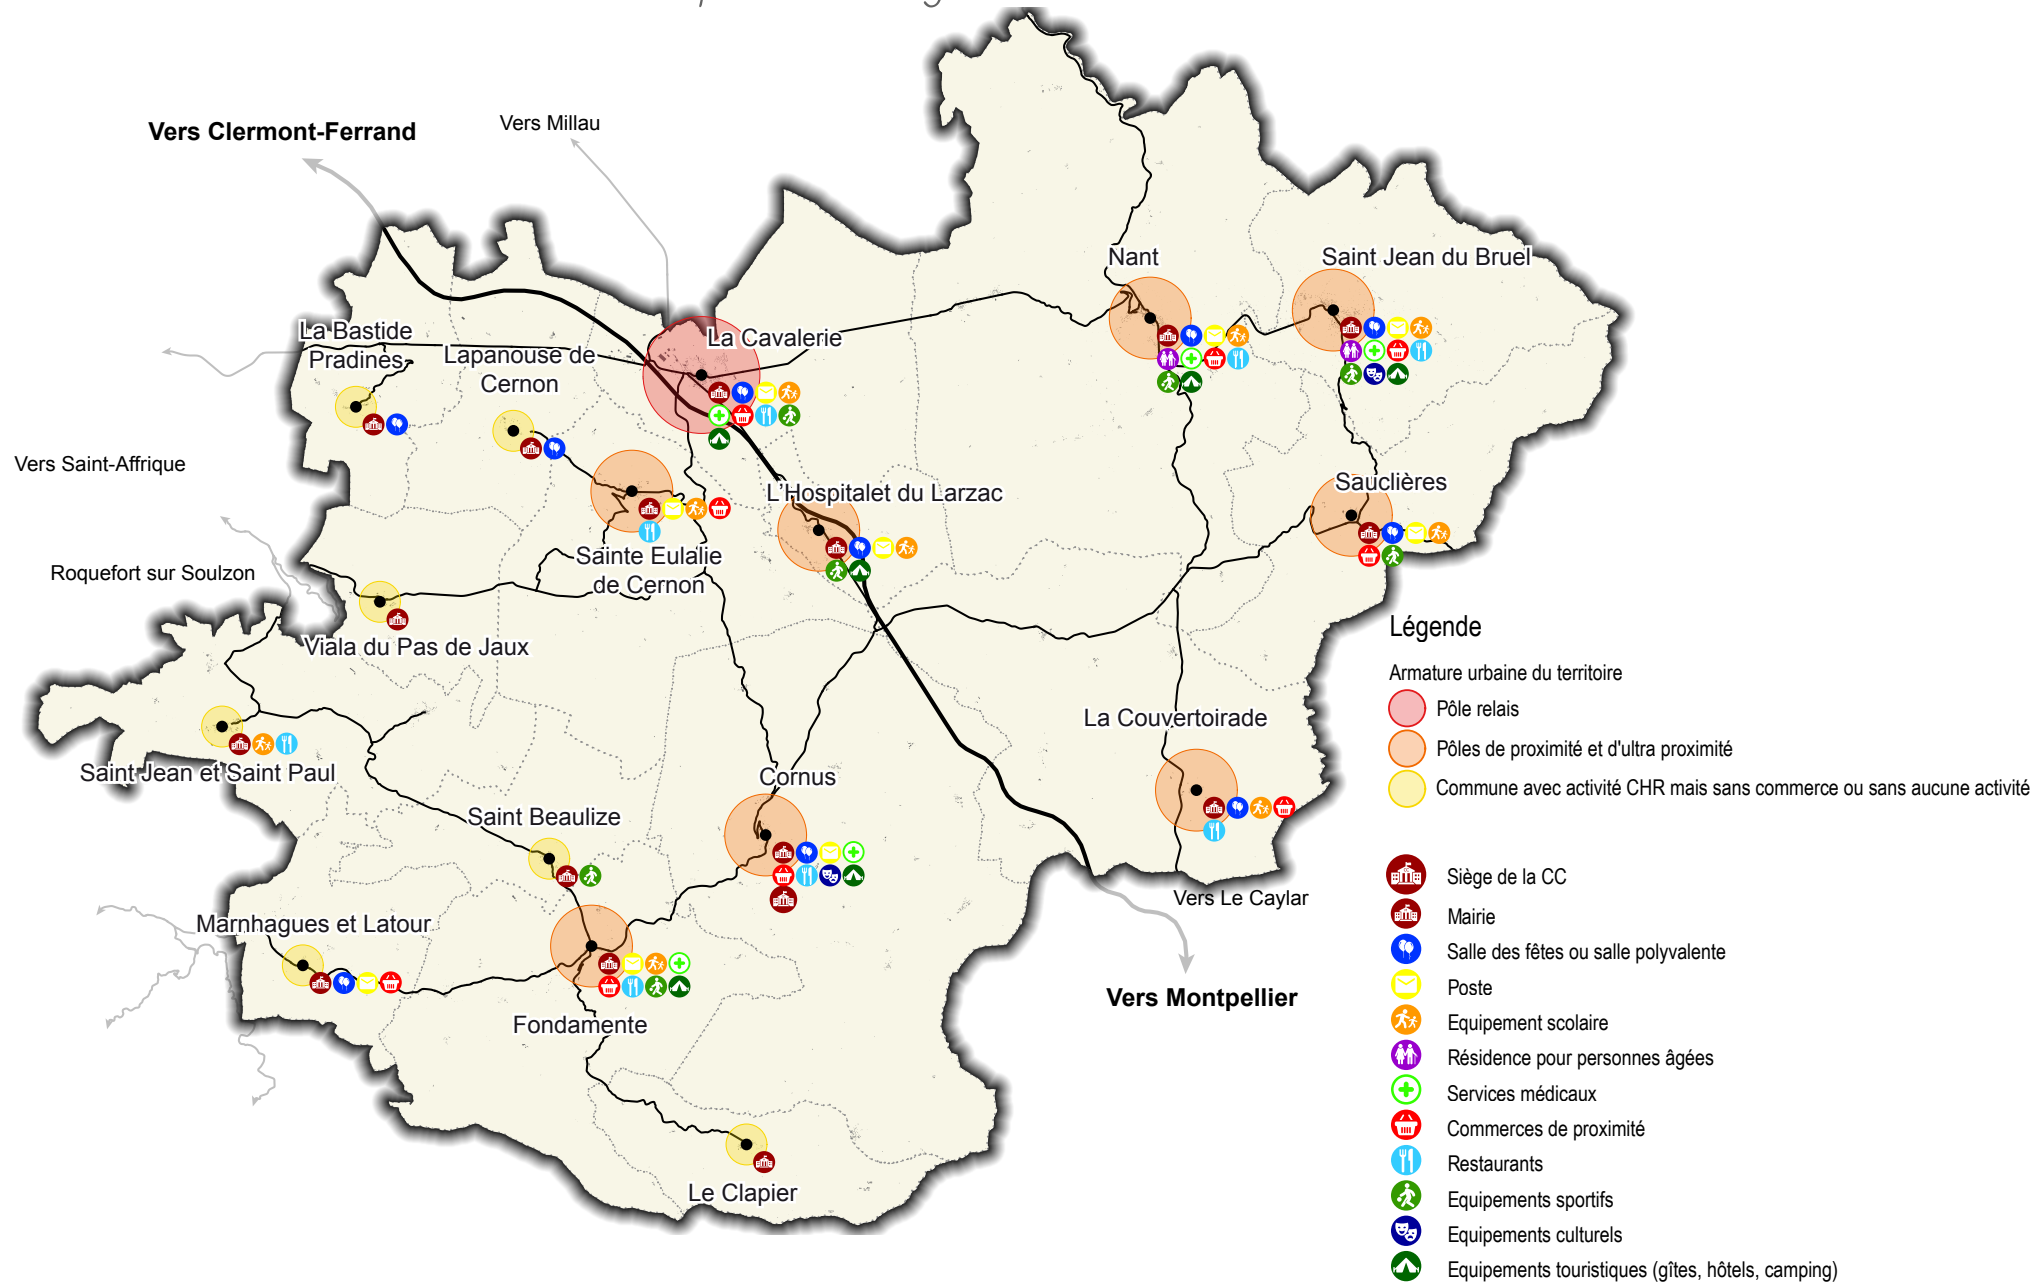 Vers Clermont-Ferrand
Vers Millau
Nant
Saint Jean du Bruel
La Bastide
Pradines
Lapanouse de
Cernon
La Cavalerie
Vers Saint-Affrique
L'Hospitalet du Larzac
Sauclières
Sainte Eulalie
de Cernon
Roquefort sur Soulzon
Viala du Pas de Jaux
La Couvertoirade
Saint Jean et Saint Paul
Cornus
Saint Beaulize
Vers Le Caylar
Marnhagues et Latour
Vers Montpellier
Fondamente
Le Clapier
Légende
Armature urbaine du territoire
Pôle relais
Pôles de proximité et d'ultra proximité
Commune avec activité CHR mais sans commerce ou sans aucune activité
Siège de la CC
Mairie
Salle des fêtes ou salle polyvalente
Poste
Equipement scolaire
Résidence pour personnes âgées
Services médicaux
Commerces de proximité
Restaurants
Equipements sportifs
Equipements culturels
Equipements touristiques (gîtes, hôtels, camping)